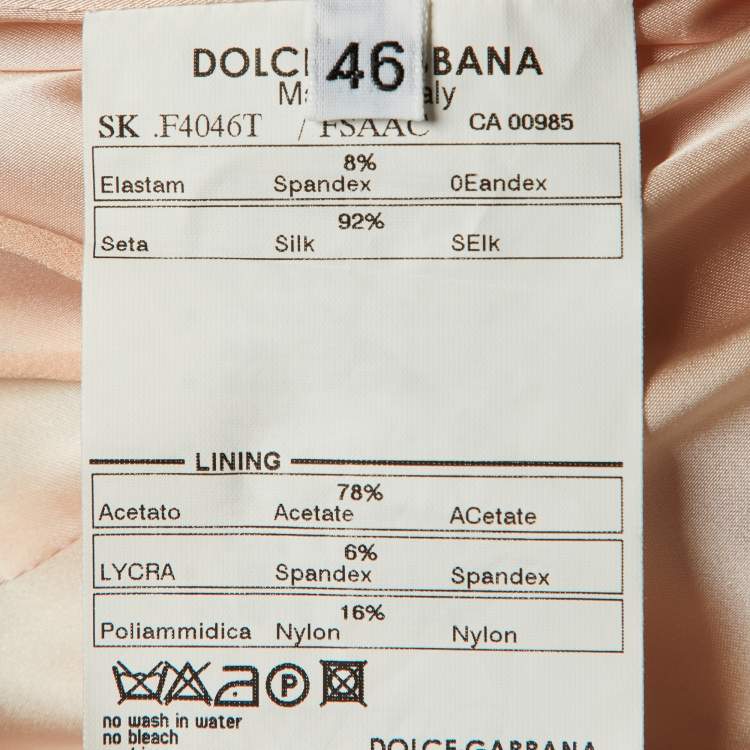 46
DOLC BBANA
M aly
SK .F4046T / FSAAC CA 00985
8%
Elastam Spandex 0Eandex
92%
Seta Silk SElk
LINING
78%
Acetato Acetate ACetate
6%
LYCRA Spandex Spandex
16%
Poliammidica Nylon Nylon
P
no wash in water
no bleach
DOLCE GABBANA